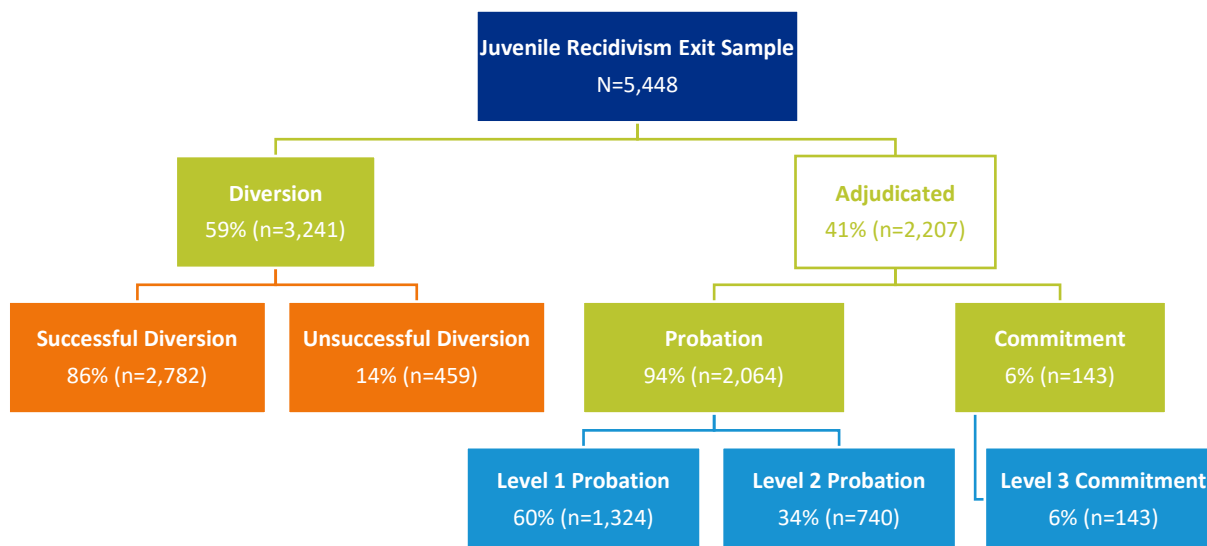 Juvenile Recidivism Exit Sample
N=5,448
Diversion
59% (n=3,241)
Adjudicated
41% (n=2,207)
Successful Diversion
86% (n=2,782)
Unsuccessful Diversion
14% (n=459)
Probation
94% (n=2,064)
Commitment
6% (n=143)
Level 1 Probation
60% (n=1,324)
Level 2 Probation
34% (n=740)
Level 3 Commitment
6% (n=143)